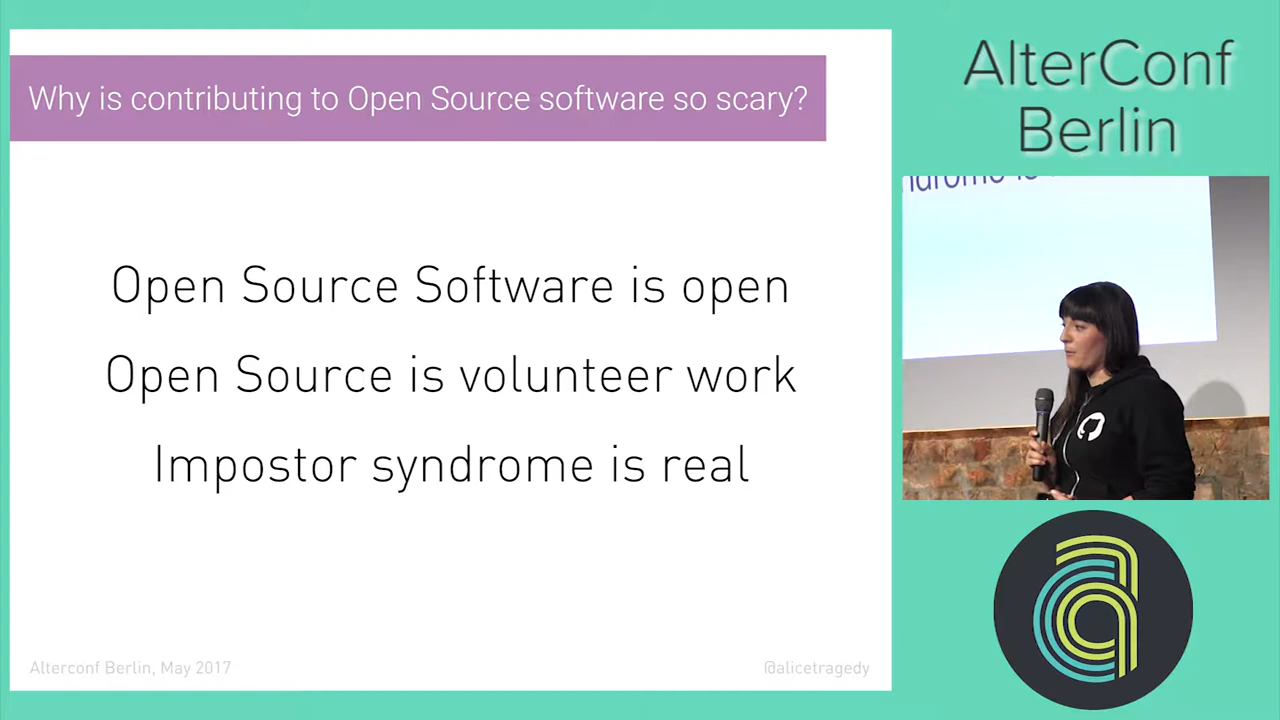 Why is contributing to Open Source software so scary?
Open Source Software is open
Open Source is volunteer work
Impostor syndrome is real
Alterconf Berlin, May 2017
@alicetragedy
AlterConf
Berlin